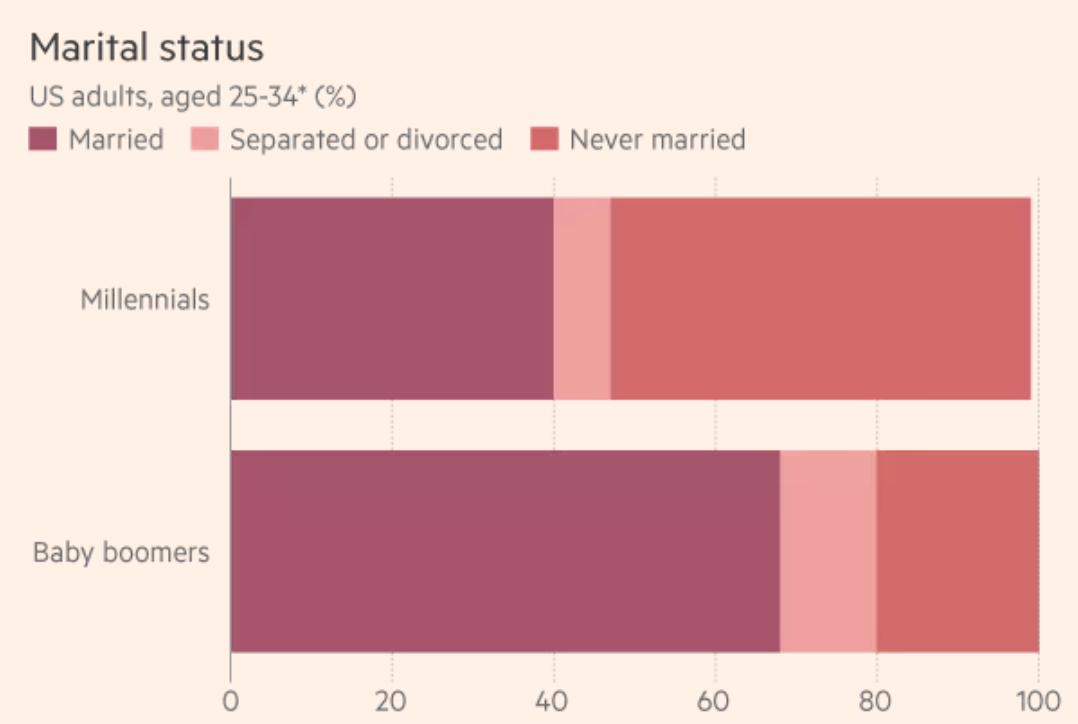 Marital status
US adults, aged 25-34* (%)
Married Separated or divorced Never married
Millennials
Baby boomers
0 20 40 60 80 100